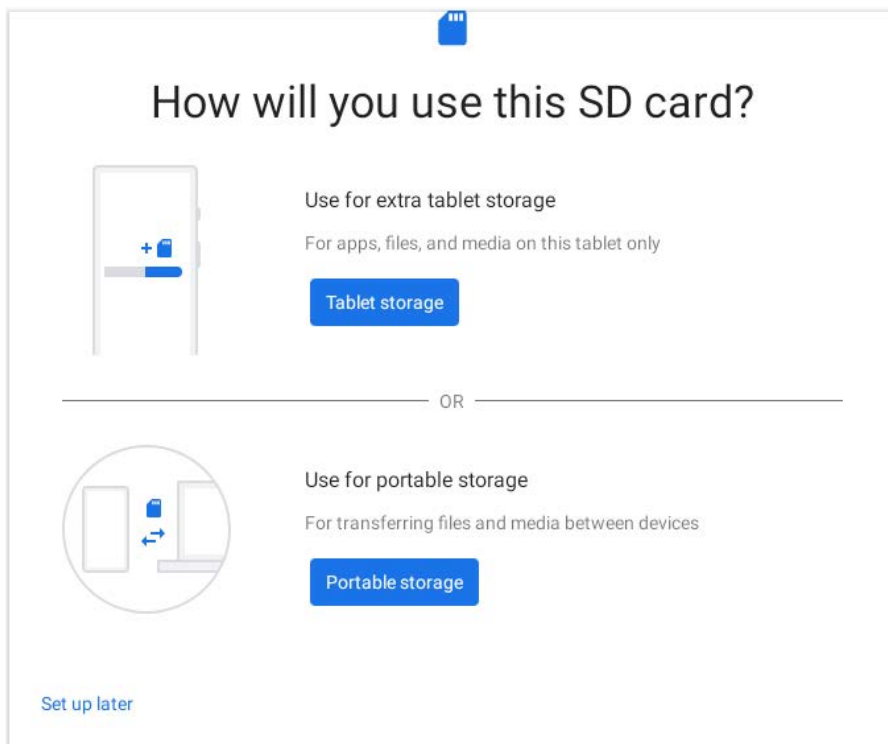 How will you use this SD card?
Use for extra tablet storage
For apps, files, and media on this tablet only
Tablet storage
OR
Use for portable storage
For transferring files and media between devices
Portable storage
Set up later